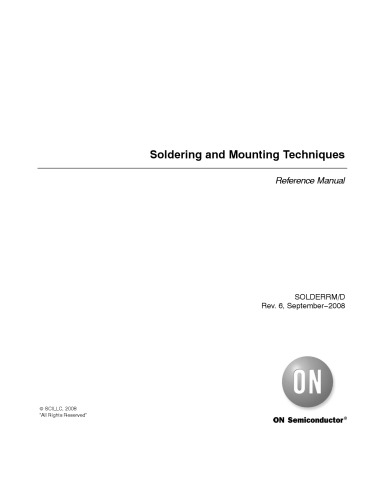 Soldering and Mounting Techniques
Reference Manual
SOLDERRM/D
Rev. 6, September−2008
ON
© SCILLC, 2008
"All Rights Reserved"
ON Semiconductor®